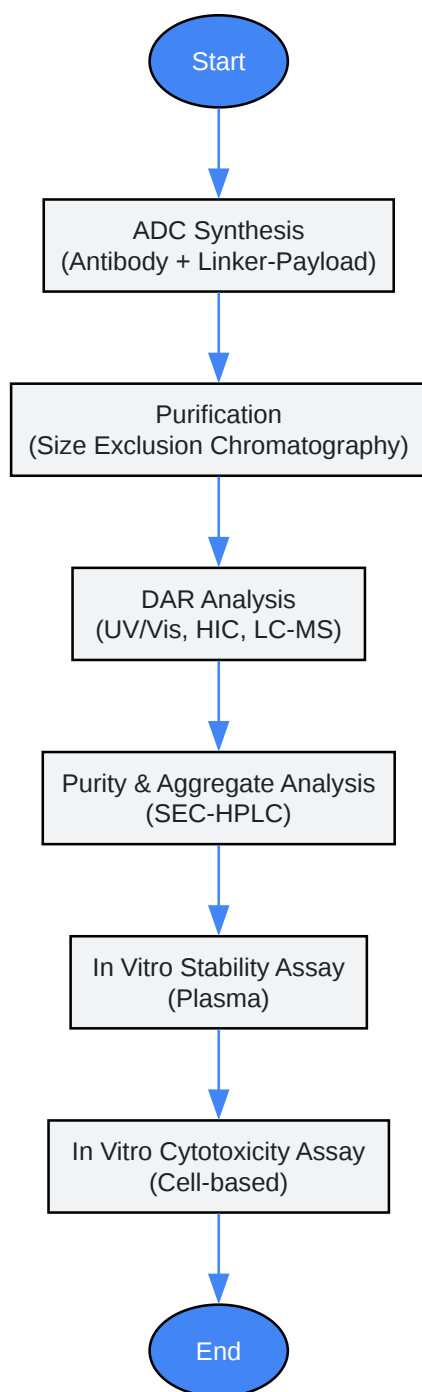 Start
ADC Synthesis
(Antibody + Linker-Payload)
Purification
(Size Exclusion Chromatography)
DAR Analysis
(UV/Vis, HIC, LC-MS)
Purity & Aggregate Analysis
(SEC-HPLC)
In Vitro Stability Assay
(Plasma)
In Vitro Cytotoxicity Assay
(Cell-based)
End